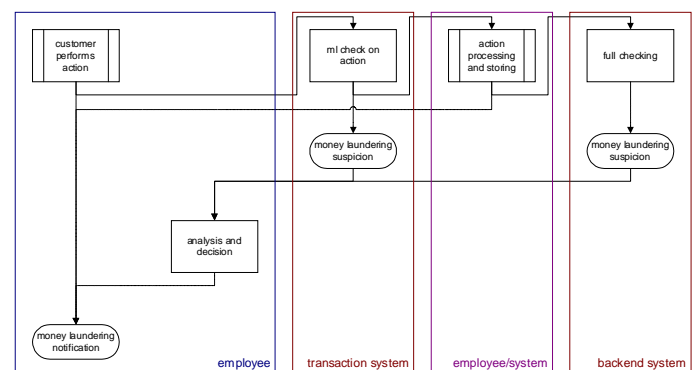 customer
performs
action
ml check on
action
action
processing
and storing
full checking
money laundering
suspicion
money laundering
suspicion
analysis and
decision
money laundering
notification
employee
transaction system
employee/system
backend system